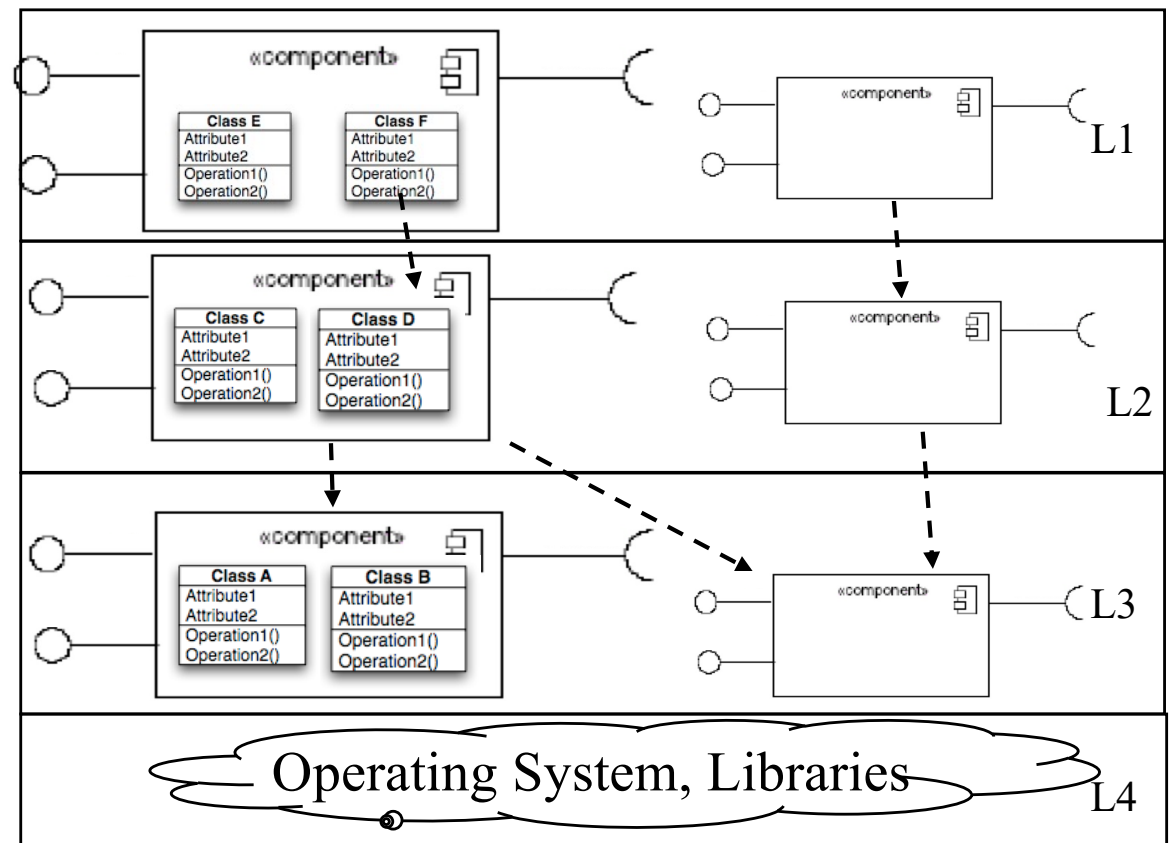 «component»
Class E
Attribute1
Attribute2
Operation1()
Operation2()
Class F
Attribute1
Attribute2
Operation1()
Operation2()
«component»
L1
«component»
Class C
Attribute1
Attribute2
Operation1()
Operation2()
Class D
Attribute1
Attribute2
Operation1()
Operation2()
«component»
L2
«component»
Class A
Attribute1
Attribute2
Operation1()
Operation2()
Class B
Attribute1
Attribute2
Operation1()
Operation2()
«component»
L3
Operating System, Libraries
L4